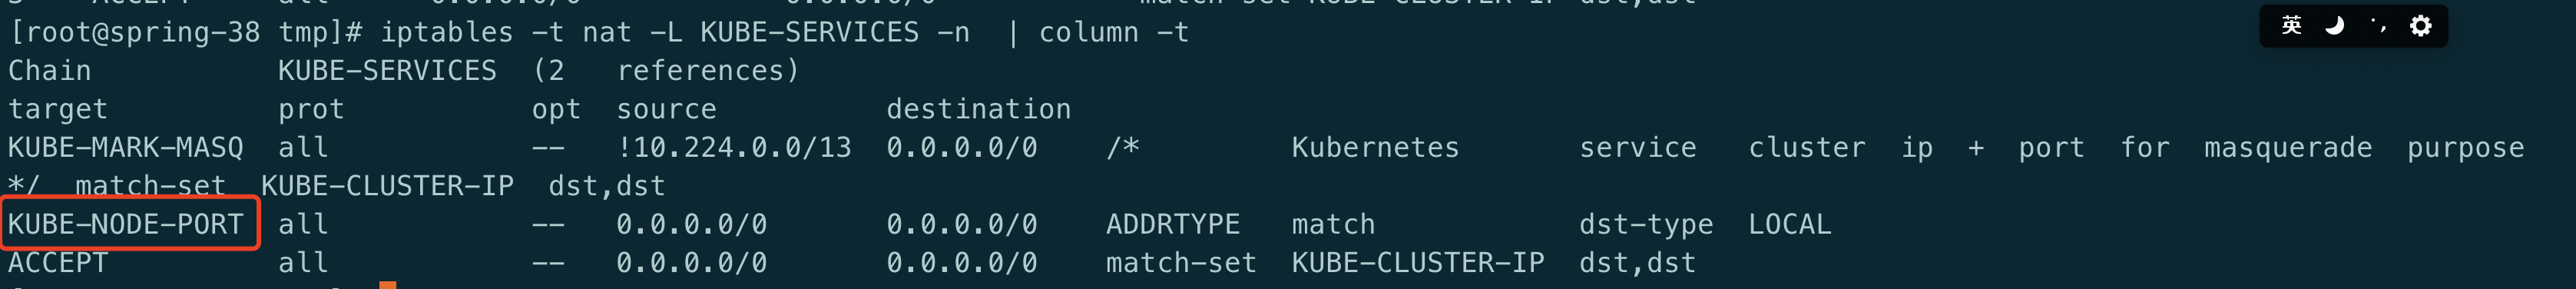 [root@spring-38 tmp]# iptables -t nat -L KUBE-SERVICES -n  | column -t
英
Chain           KUBE-SERVICES  (2   references)
target          prot           opt  source         destination
KUBE-MARK-MASQ  all            --   !10.224.0.0/13  0.0.0.0/0    /*         Kubernetes       service   cluster  ip  +  port  for  masquerade  purpose
*/  match-set  KUBE-CLUSTER-IP  dst,dst
KUBE-NODE-PORT  all            --   0.0.0.0/0      0.0.0.0/0    ADDRTYPE   match            dst-type  LOCAL
ACCEPT          all            --   0.0.0.0/0      0.0.0.0/0    match-set  KUBE-CLUSTER-IP  dst,dst